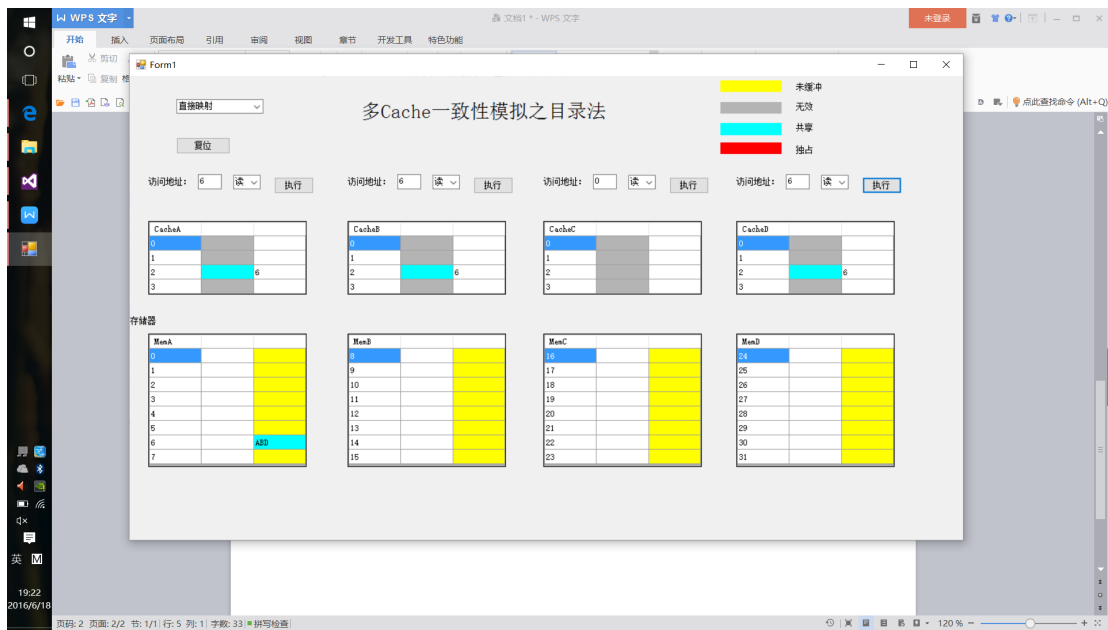 WPS 文字
文档1 * - WPS 文字
未登录
开始 插入 页面布局 引用 审阅 视图 章节 开发工具 特色功能
剪切
粘贴 复制
点此查找命令 (Alt+Q)
Form1
直接映射
多Cache一致性模拟之目录法
未缓冲
无效
共享
独占
复位
访问地址: 6 读 执行 访问地址: 6 读 执行 访问地址: 0 读 执行 访问地址: 6 读 执行
CacheA CacheB CacheC CacheD
0 0 0 0
1 1 1 1
2 6 2 6 2 2 6
3 3 3 3
存储器
MemA MemB MemC MemD
0 8 16 24
1 9 17 25
2 10 18 26
3 11 19 27
4 12 20 28
5 13 21 29
6 ABD 14 22 30
7 15 23 31
英 M
19:22
2016/6/18
页码: 2 页面: 2/2 节: 1/1 行: 5 列: 1 字数: 33 拼写检查
120 %